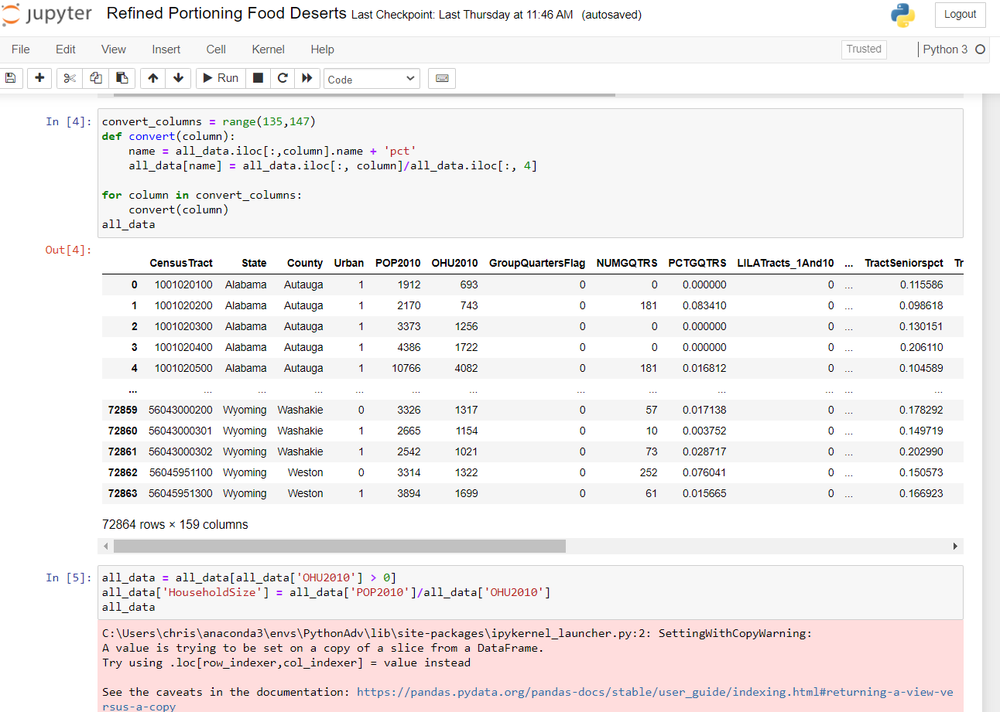 jupyter Refined Portioning Food Deserts Last Checkpoint: Last Thursday at 11:46 AM (autosaved) Logout
File Edit View Insert Cell Kernel Help Trusted Python 3
Run Code
In [4]: convert_columns = range(135,147)
def convert(column):
    name = all_data.iloc[:,column].name + 'pct'
    all_data[name] = all_data.iloc[:, column]/all_data.iloc[:, 4]
for column in convert_columns:
    convert(column)
all_data
Out[4]:
CensusTract State County Urban POP2010 OHU2010 GroupQuartersFlag NUMGQTRS PCTGQTRS LILATracts_1And10 ... TractSeniorspct Tr
0 1001020100 Alabama Autauga 1 1912 693 0 0 0.000000 0 ... 0.115586
1 1001020200 Alabama Autauga 1 2170 743 0 181 0.083410 0 ... 0.098618
2 1001020300 Alabama Autauga 1 3373 1256 0 0 0.000000 0 ... 0.130151
3 1001020400 Alabama Autauga 1 4386 1722 0 0 0.000000 0 ... 0.206110
4 1001020500 Alabama Autauga 1 10766 4082 0 181 0.016812 0 ... 0.104589
... ... ... ... ... ... ... ... ... ... ... ... ...
72859 56043000200 Wyoming Washakie 0 3326 1317 0 57 0.017138 0 ... 0.178292
72860 56043000301 Wyoming Washakie 1 2665 1154 0 10 0.003752 0 ... 0.149719
72861 56043000302 Wyoming Washakie 1 2542 1021 0 73 0.028717 0 ... 0.202990
72862 56045951100 Wyoming Weston 0 3314 1322 0 252 0.076041 0 ... 0.150573
72863 56045951300 Wyoming Weston 1 3894 1699 0 61 0.015665 0 ... 0.166923
72864 rows × 159 columns
In [5]: all_data = all_data[all_data['OHU2010'] > 0]
all_data['HouseholdSize'] = all_data['POP2010']/all_data['OHU2010']
all_data
C:\Users\chris\anaconda3\envs\PythonAdv\lib\site-packages\ipykernel_launcher.py:2: SettingWithCopyWarning:
A value is trying to be set on a copy of a slice from a DataFrame.
Try using .loc[row_indexer,col_indexer] = value instead
See the caveats in the documentation: https://pandas.pydata.org/pandas-docs/stable/user_guide/indexing.html#returning-a-view-ve
rsus-a-copy